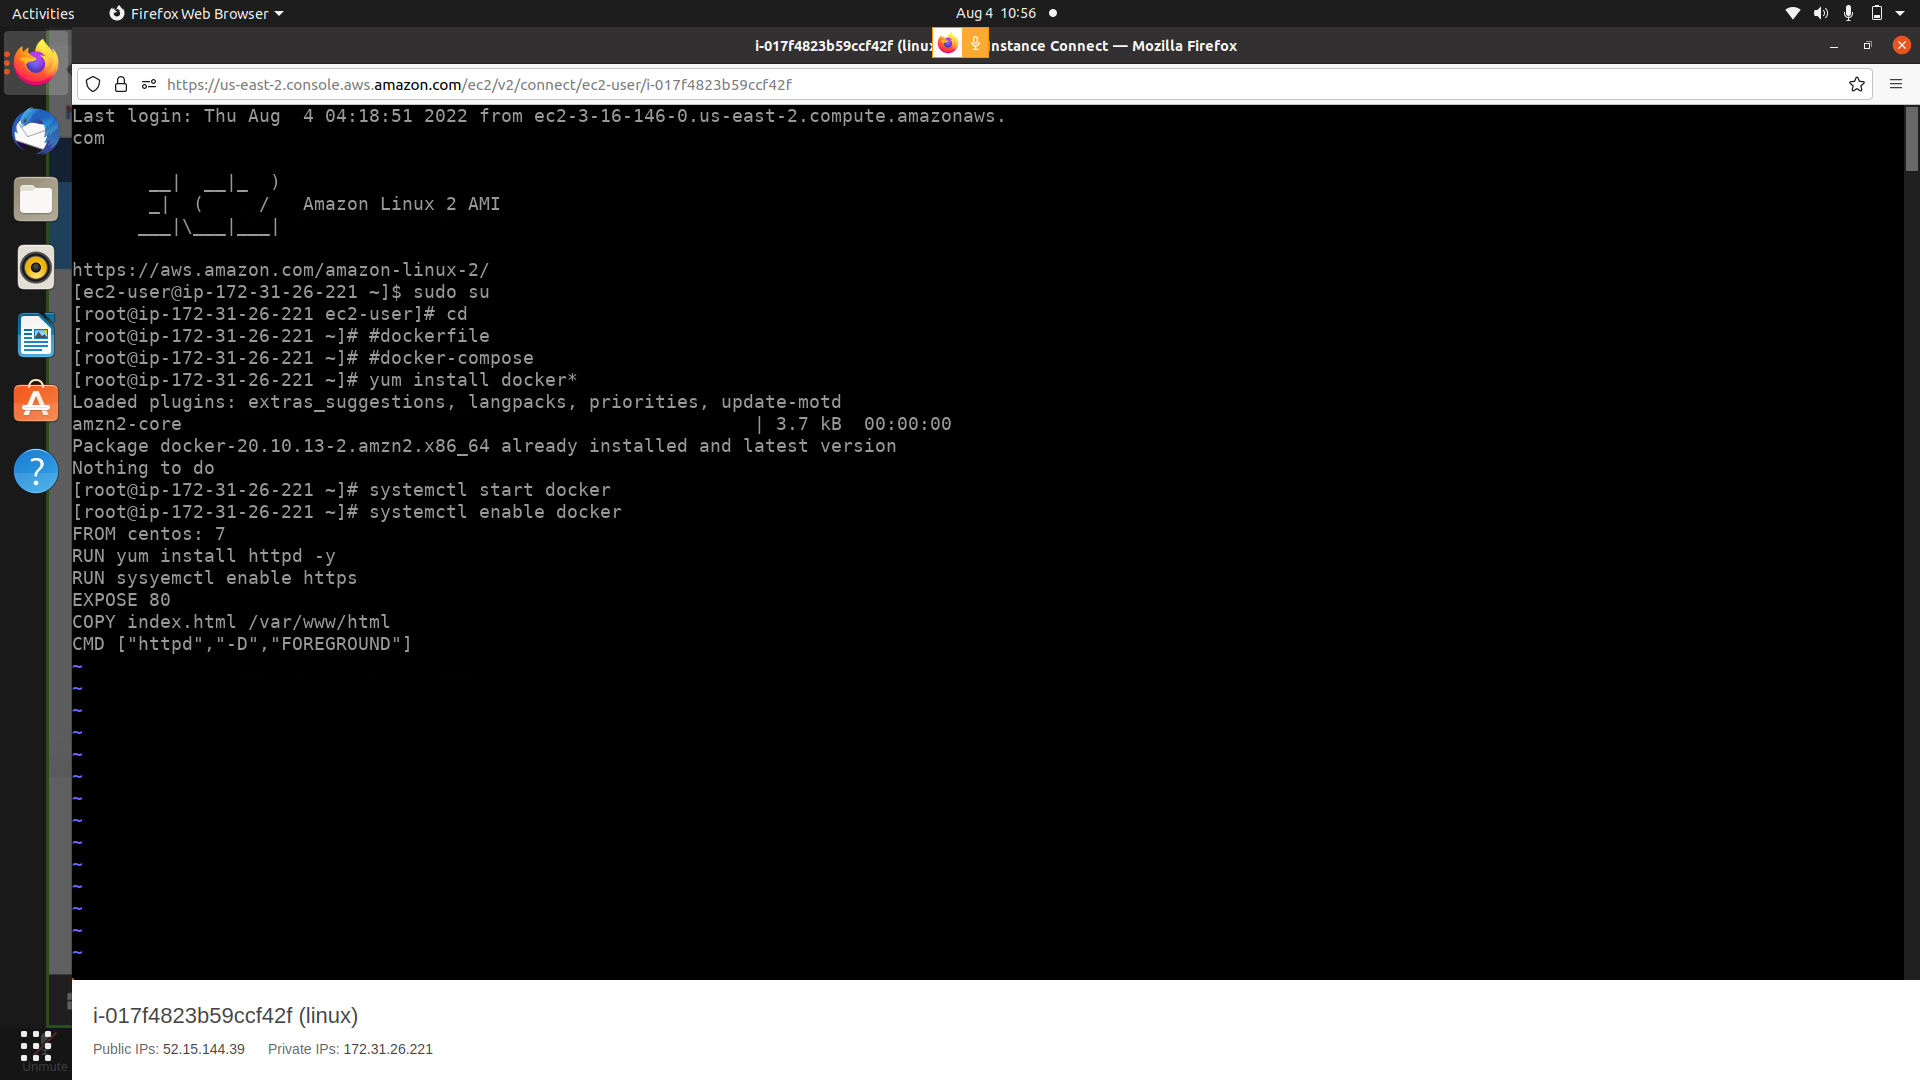 Activities
Firefox Web Browser
Aug 4 10:56
i-017f4823b59ccf42f (linu
nstance Connect — Mozilla Firefox
https://us-east-2.console.aws.amazon.com/ec2/v2/connect/ec2-user/i-017f4823b59ccf42f
Last login: Thu Aug  4 04:18:51 2022 from ec2-3-16-146-0.us-east-2.compute.amazonaws.
com
       __|  __|_  )
       _|  (     /   Amazon Linux 2 AMI
      ___|\___|___|
https://aws.amazon.com/amazon-linux-2/
[ec2-user@ip-172-31-26-221 ~]$ sudo su
[root@ip-172-31-26-221 ec2-user]# cd
[root@ip-172-31-26-221 ~]# #dockerfile
[root@ip-172-31-26-221 ~]# #docker-compose
[root@ip-172-31-26-221 ~]# yum install docker*
Loaded plugins: extras_suggestions, langpacks, priorities, update-motd
amzn2-core                                                    | 3.7 kB  00:00:00
Package docker-20.10.13-2.amzn2.x86_64 already installed and latest version
Nothing to do
[root@ip-172-31-26-221 ~]# systemctl start docker
[root@ip-172-31-26-221 ~]# systemctl enable docker
FROM centos: 7
RUN yum install httpd -y
RUN sysyemctl enable https
EXPOSE 80
COPY index.html /var/www/html
CMD ["httpd","-D","FOREGROUND"]
~
~
~
~
~
~
~
~
~
~
~
~
~
~
i-017f4823b59ccf42f (linux)
Public IPs: 52.15.144.39 Private IPs: 172.31.26.221
Unmute